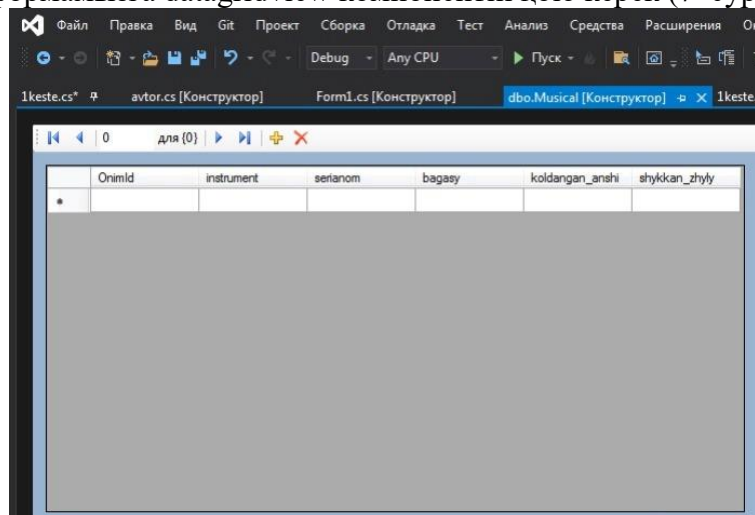 datagridview
Файл Правка Вид Git Проект Сборка Отладка Тест Анализ Средства Расширения
Debug Any CPU Пуск
1keste.cs* avtor.cs [Конструктор] Form1.cs [Конструктор] dbo.Musical [Конструктор] 1keste
0 для {0}
OnimId instrument serianom bagasy koldangan_anshi shykkan_zhyly